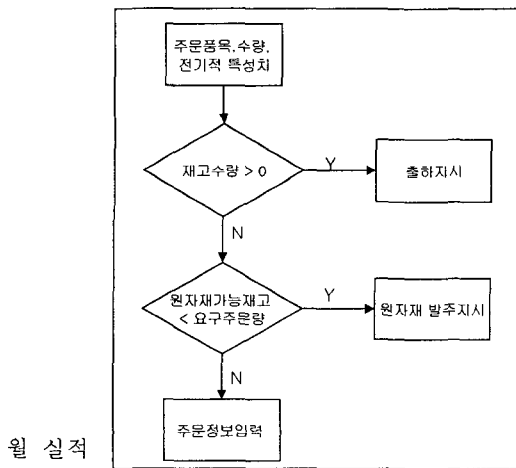 주문품목,수량,
전기적 특성치
재고수량 > 0
Y
출하지시
N
원자재가능재고
< 요구주문량
Y
원자재 발주지시
N
주문정보입력
월 실적